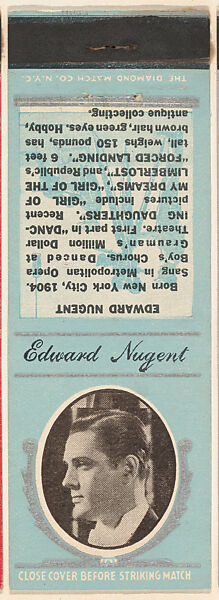 THE DIAMOND MATCH CO. N.Y.C.
EDWARD NUGENT
Born New York City, 1904.
Sang in Metropolitan Opera
Boy's Chorus. Danced at
Grauman's Million Dollar
Theatre. First part in "DANC-
ING DAUGHTERS". Recent
pictures include "GIRL OF
MY DREAMS", "GIRL OF THE
LIMBERLOST", and Republic's
"FORCED LANDING". 6 feet
tall, weighs 150 pounds, has
brown hair, green eyes, Hobby,
antique collecting.
Edward Nugent
CLOSE COVER BEFORE STRIKING MATCH